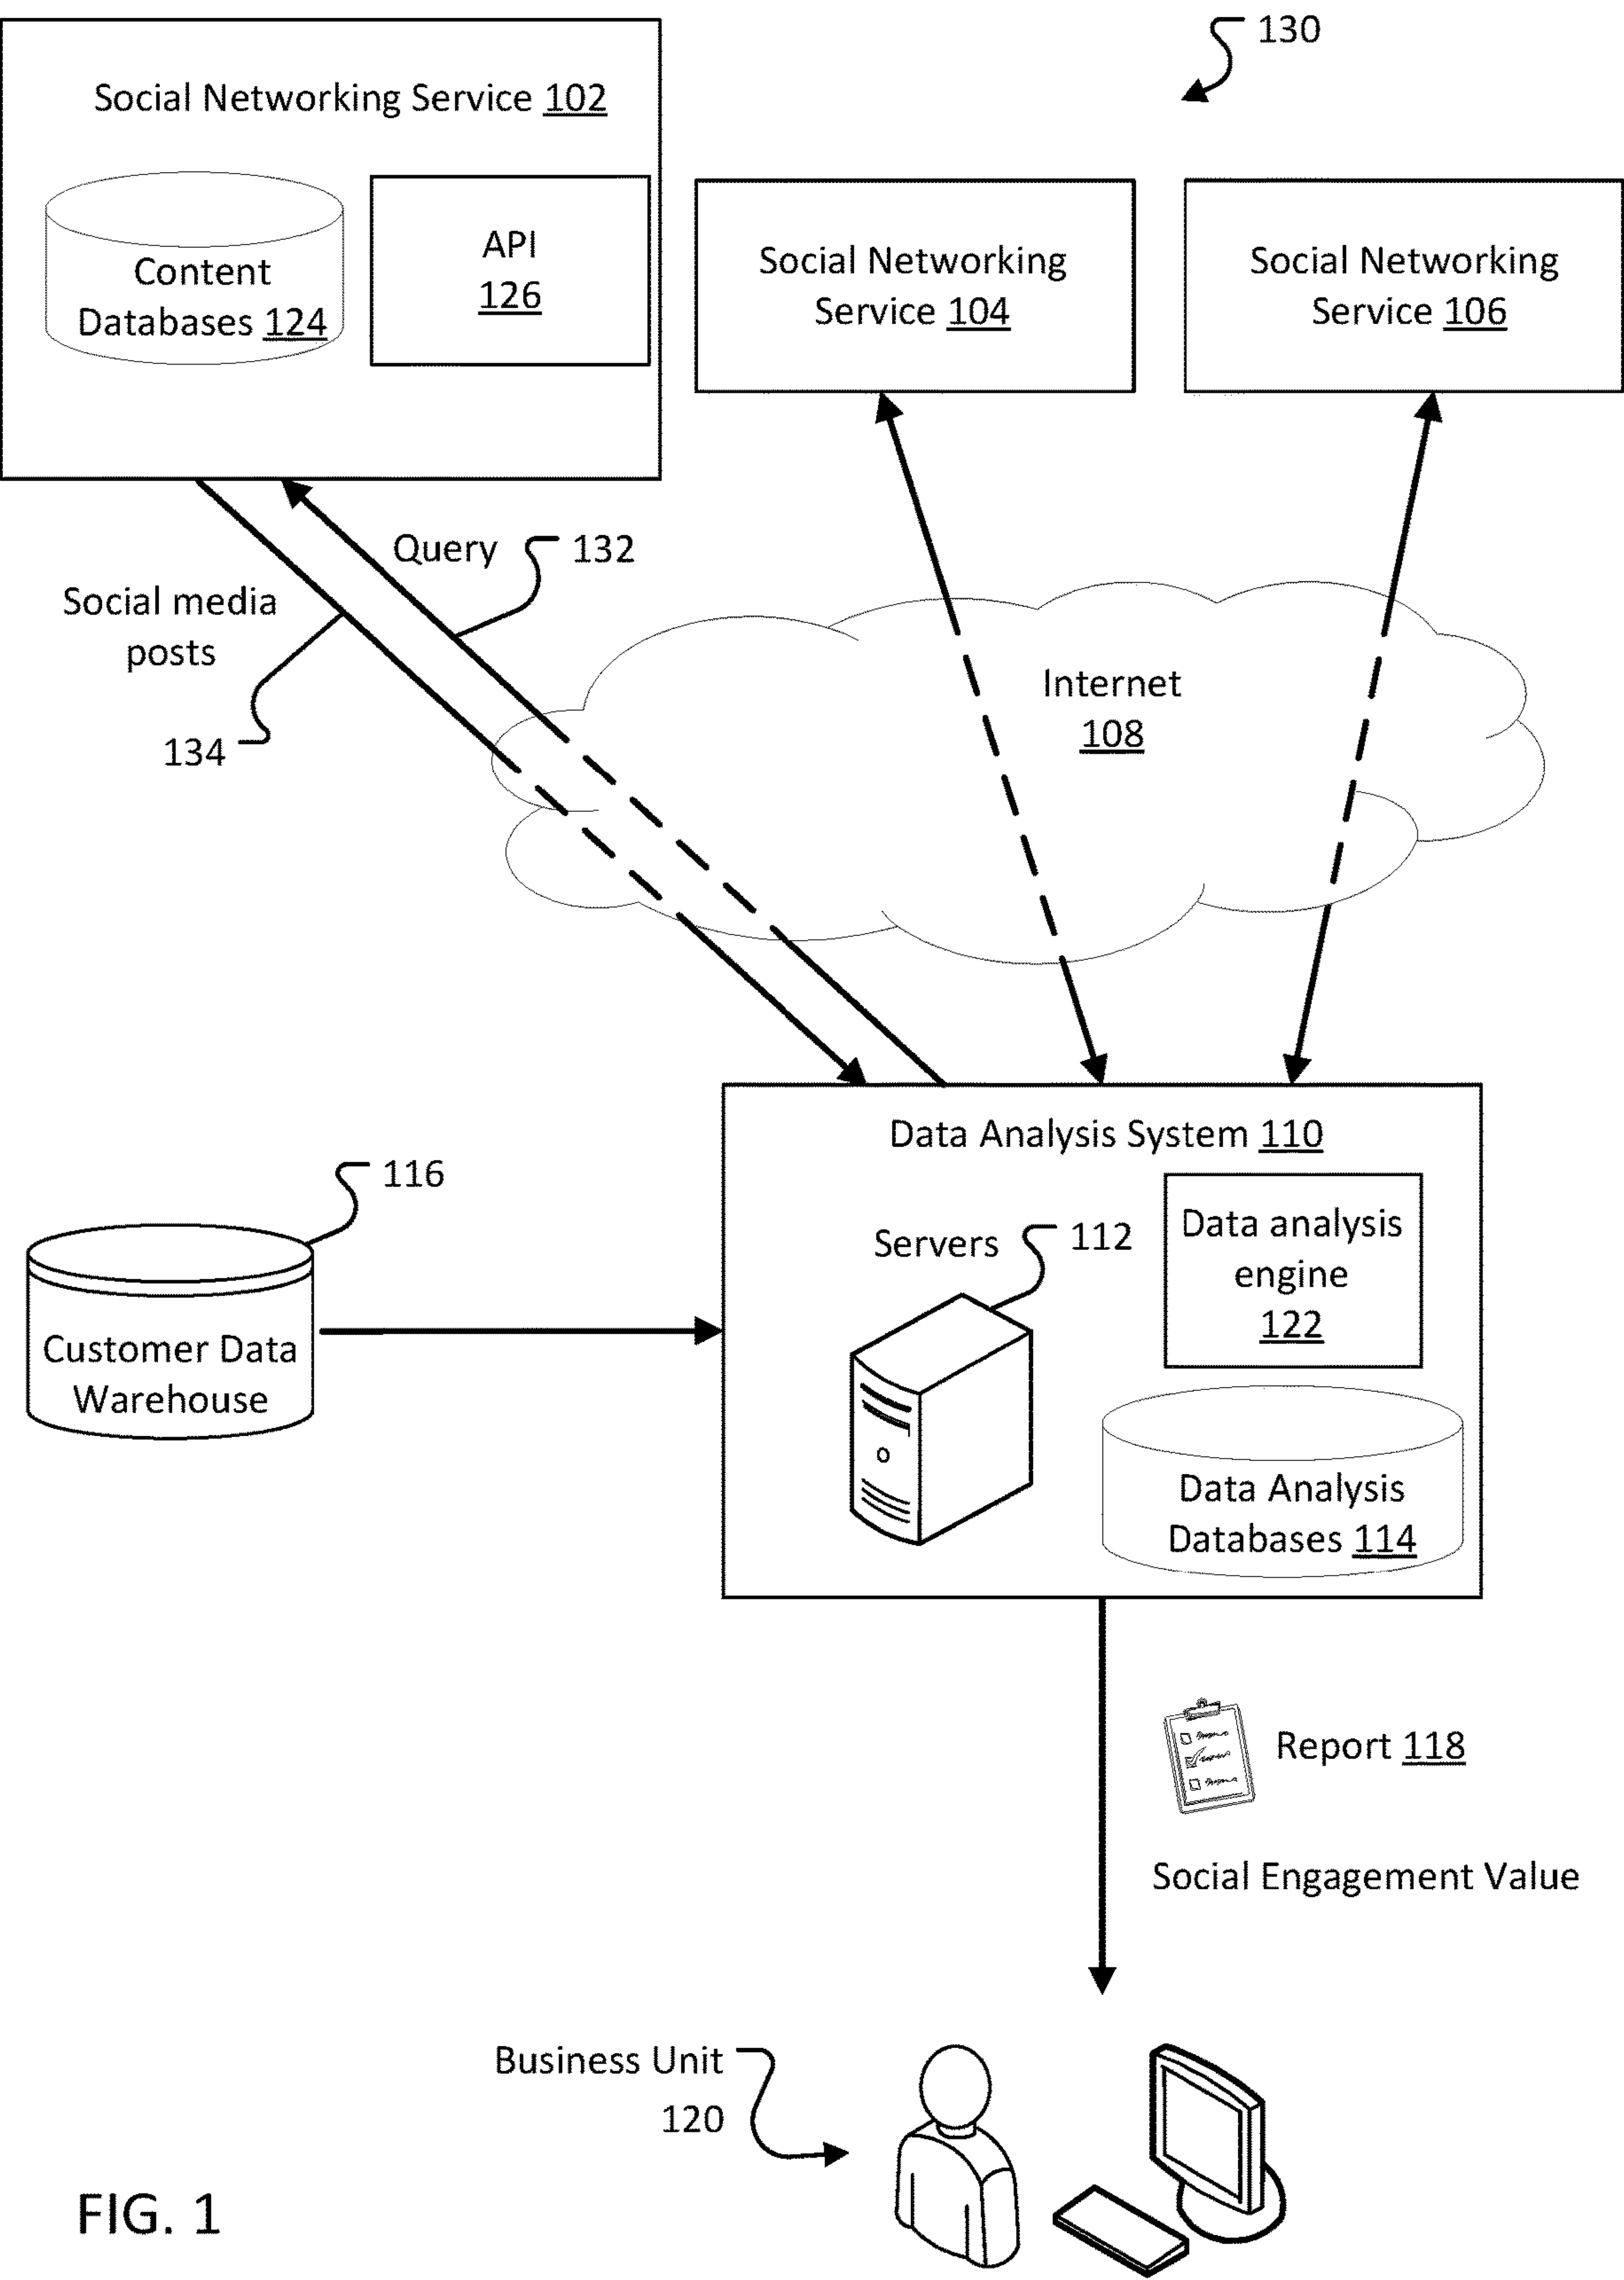 130
Social Networking Service 102
Content
Databases 124
API
126
Social Networking
Service 104
Social Networking
Service 106
Query
132
Social media
posts
134
Internet
108
Data Analysis System 110
116
Customer Data
Warehouse
Servers
112
Data analysis
engine
122
Data Analysis
Databases 114
Report 118
Social Engagement Value
Business Unit
120
FIG. 1